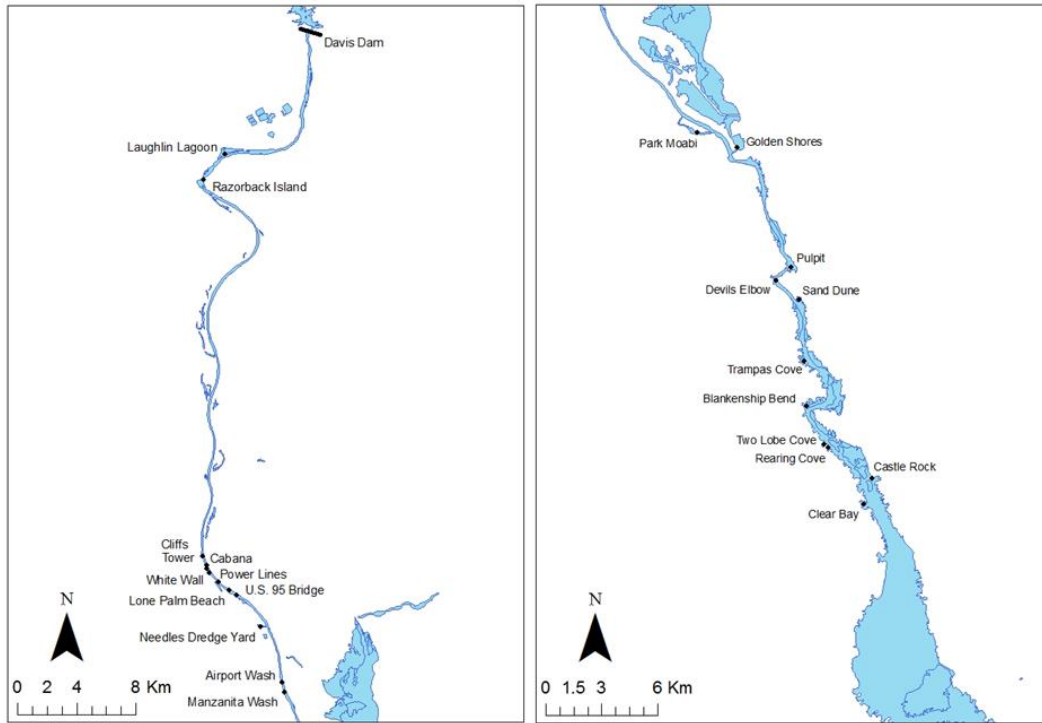 Davis Dam
Laughlin Lagoon
Razorback Island
Cliffs
Tower
Cabana
Power Lines
White Wall
U.S. 95 Bridge
Lone Palm Beach
Needles Dredge Yard
Airport Wash
Manzanita Wash
N
0 2 4 8 Km
Park Moabi
Golden Shores
Pulpit
Devils Elbow
Sand Dune
Trampas Cove
Blankenship Bend
Two Lobe Cove
Rearing Cove
Castle Rock
Clear Bay
N
0 1.5 3 6 Km